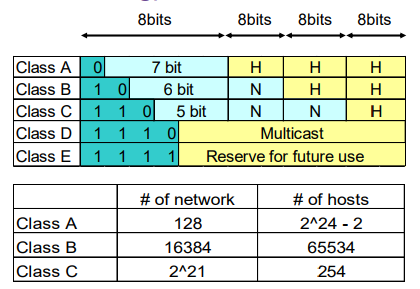 8bits 8bits 8bits 8bits
Class A 0 7 bit H H H
Class B 1 0 6 bit N H H
Class C 1 1 0 5 bit N N H
Class D 1 1 1 0 Multicast
Class E 1 1 1 1 Reserve for future use
# of network # of hosts
Class A 128 2^24 - 2
Class B 16384 65534
Class C 2^21 254